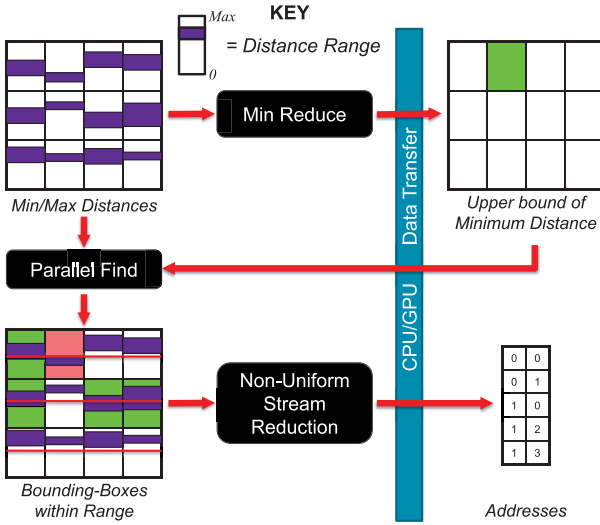 KEY
Max
0
= Distance Range
Min/Max Distances
Min Reduce
CPU/GPU Data Transfer
Upper bound of
Minimum Distance
Parallel Find
Non-Uniform
Stream
Reduction
0 0
0 1
1 0
1 2
1 3
Bounding-Boxes
within Range
Addresses